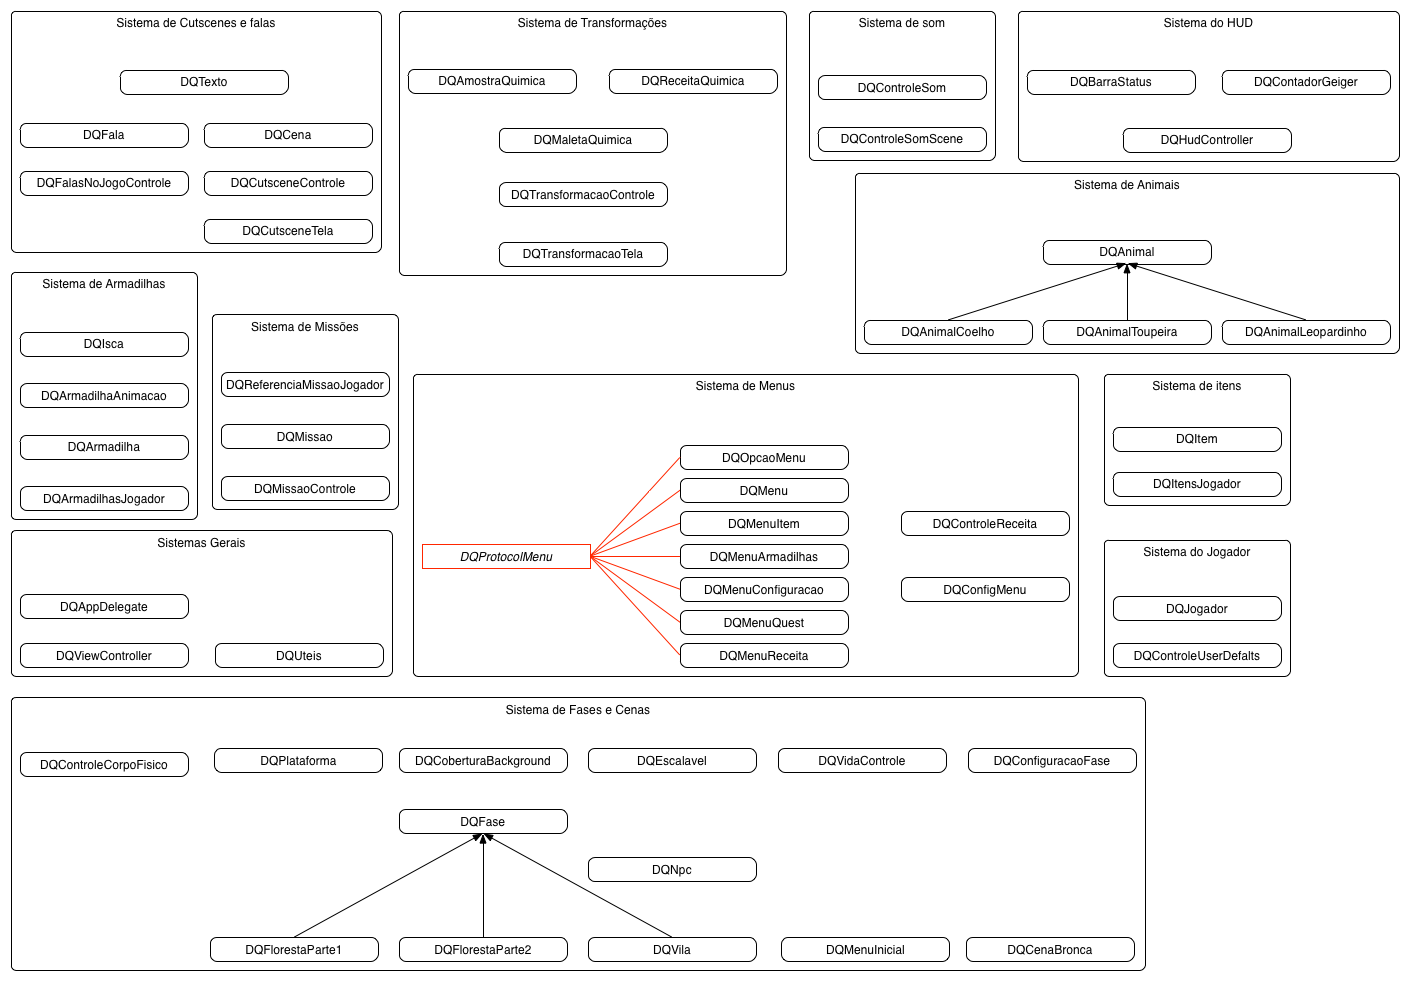 Sistema de Cutscenes e falas
DQTexto
DQFala
DQCena
DQFalasNoJogoControle
DQCutsceneControle
DQCutsceneTela
Sistema de Transformações
DQAmostraQuimica
DQReceitaQuimica
DQMaletaQuimica
DQTransformacaoControle
DQTransformacaoTela
Sistema de som
DQControleSom
DQControleSomScene
Sistema do HUD
DQBarraStatus
DQContadorGeiger
DQHudController
Sistema de Animais
DQAnimal
DQAnimalCoelho
DQAnimalToupeira
DQAnimalLeopardinho
Sistema de Armadilhas
DQIsca
DQArmadilhaAnimacao
DQArmadilha
DQArmadilhasJogador
Sistema de Missões
DQReferenciaMissaoJogador
DQMissao
DQMissaoControle
Sistema de Menus
DQProtocolMenu
DQOpcaoMenu
DQMenu
DQMenuItem
DQMenuArmadilhas
DQMenuConfiguracao
DQMenuQuest
DQMenuReceita
DQControleReceita
DQConfigMenu
Sistema de itens
DQItem
DQItensJogador
Sistemas Gerais
DQAppDelegate
DQViewController
DQUteis
Sistema do Jogador
DQJogador
DQControleUserDefalts
Sistema de Fases e Cenas
DQControleCorpoFisico
DQPlataforma
DQCoberturaBackground
DQEscalavel
DQVidaControle
DQConfiguracaoFase
DQFase
DQNpc
DQFlorestaParte1
DQFlorestaParte2
DQVila
DQMenuInicial
DQCenaBronca